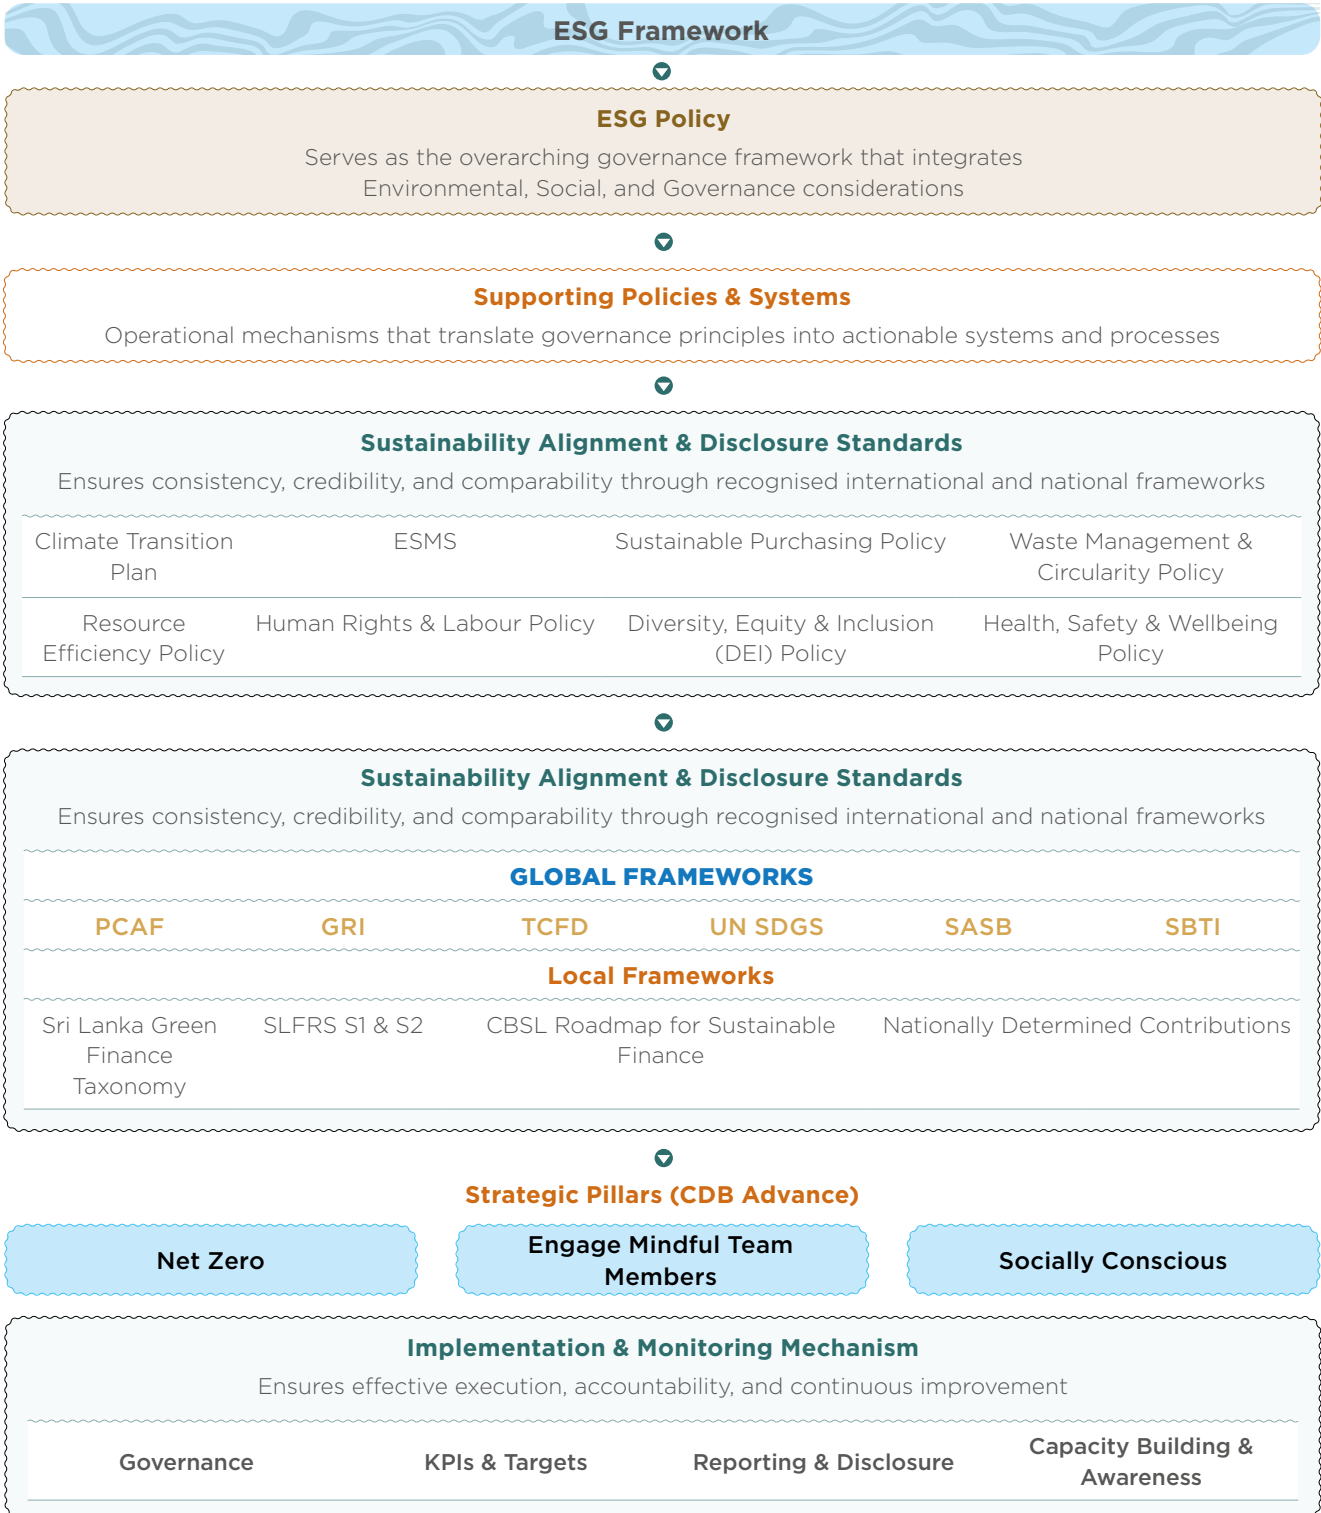 ESG Framework
ESG Policy
Serves as the overarching governance framework that integrates
Environmental, Social, and Governance considerations
Supporting Policies & Systems
Operational mechanisms that translate governance principles into actionable systems and processes
Sustainability Alignment & Disclosure Standards
Ensures consistency, credibility, and comparability through recognised international and national frameworks
Climate Transition
Plan
ESMS
Sustainable Purchasing Policy
Waste Management &
Circularity Policy
Resource
Efficiency Policy
Human Rights & Labour Policy
Diversity, Equity & Inclusion
(DEI) Policy
Health, Safety & Wellbeing
Policy
Sustainability Alignment & Disclosure Standards
Ensures consistency, credibility, and comparability through recognised international and national frameworks
GLOBAL FRAMEWORKS
PCAF
GRI
TCFD
UN SDGS
SASB
SBTI
Local Frameworks
Sri Lanka Green
Finance
Taxonomy
SLFRS S1 & S2
CBSL Roadmap for Sustainable
Finance
Nationally Determined Contributions
Strategic Pillars (CDB Advance)
Net Zero
Engage Mindful Team
Members
Socially Conscious
Implementation & Monitoring Mechanism
Ensures effective execution, accountability, and continuous improvement
Governance
KPIs & Targets
Reporting & Disclosure
Capacity Building &
Awareness